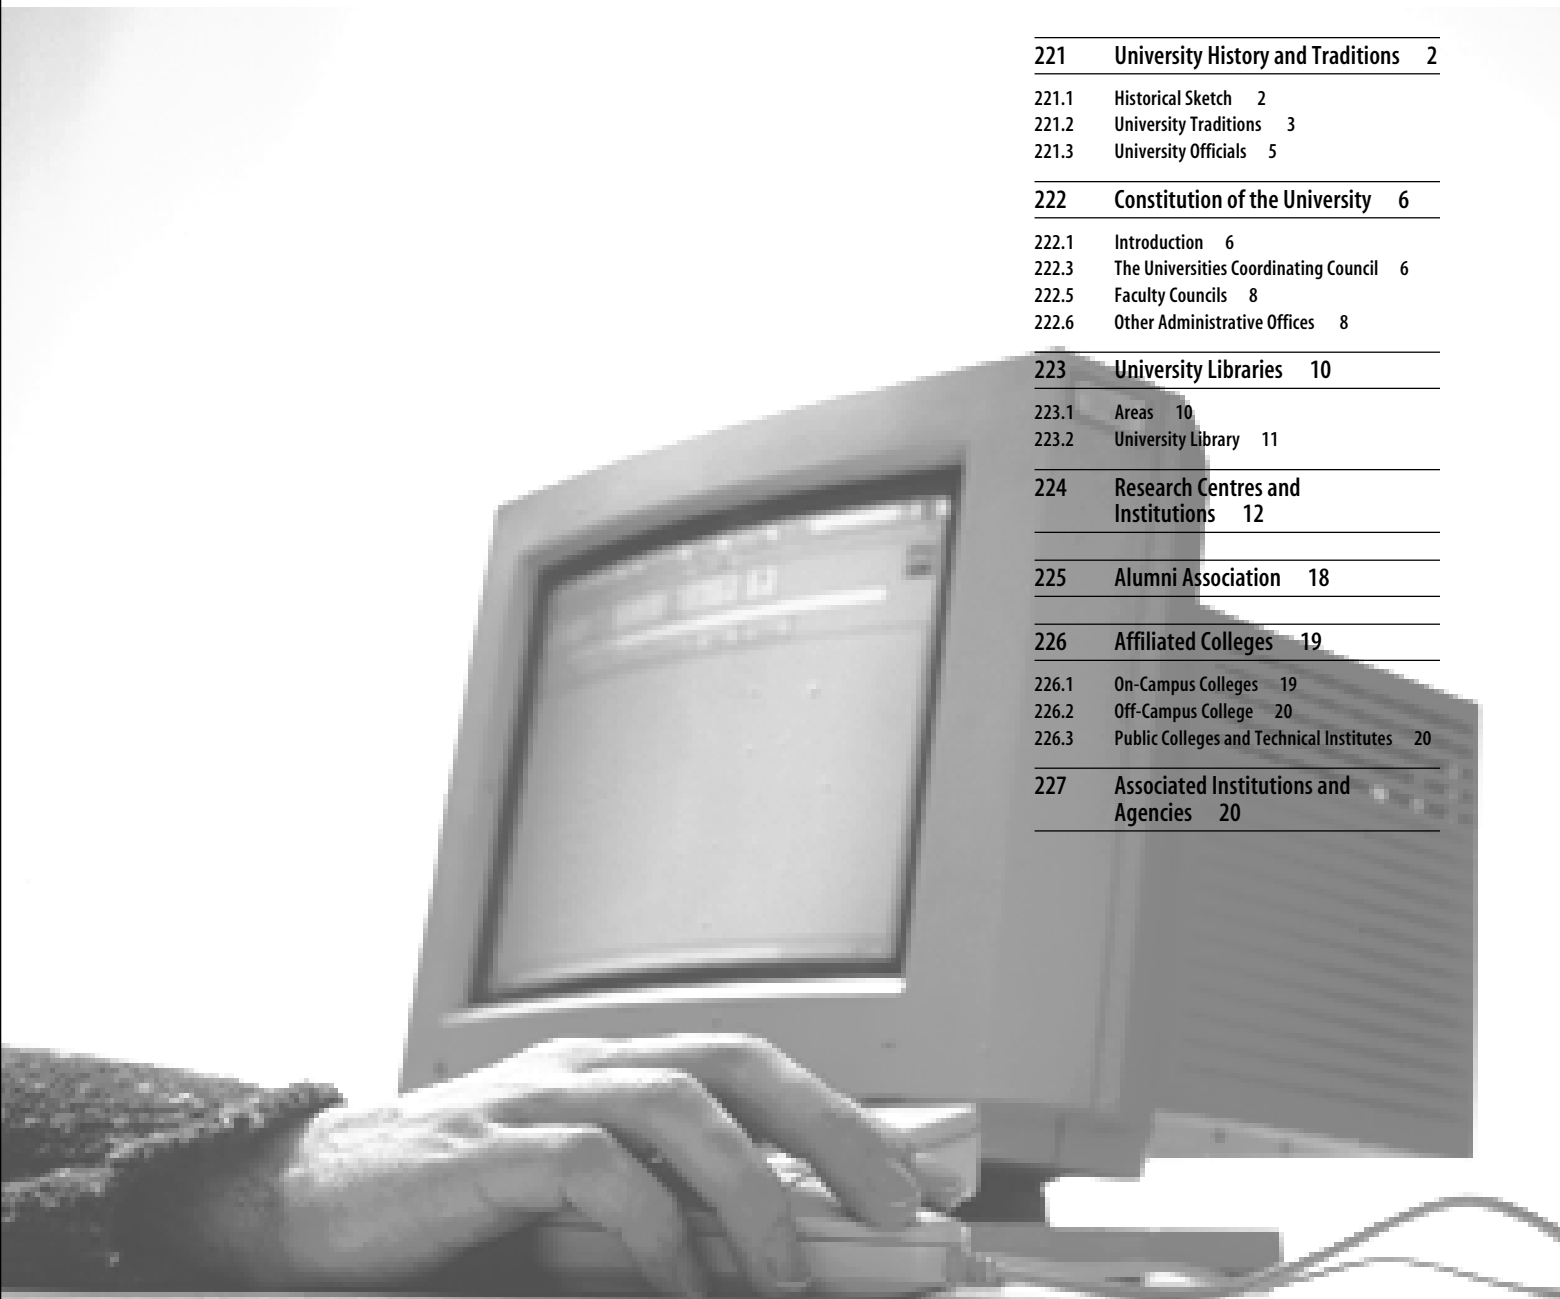 221 University History and Traditions 2
221.1 Historical Sketch 2
221.2 University Traditions 3
221.3 University Officials 5
222 Constitution of the University 6
222.1 Introduction 6
222.3 The Universities Coordinating Council 6
222.5 Faculty Councils 8
222.6 Other Administrative Offices 8
223 University Libraries 10
223.1 Areas 10
223.2 University Library 11
224 Research Centres and
Institutions 12
225 Alumni Association 18
226 Affiliated Colleges 19
226.1 On-Campus Colleges 19
226.2 Off-Campus College 20
226.3 Public Colleges and Technical Institutes 20
227 Associated Institutions and
Agencies 20